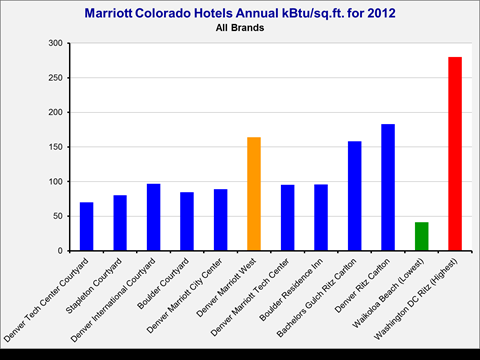 Marriott Colorado Hotels Annual kBtu/sq.ft. for 2012
All Brands
300
250
200
150
100
50
0
Denver Tech Center Courtyard
Stapleton Courtyard
Denver International Courtyard
Boulder Courtyard
Denver Marriott City Center
Denver Marriott West
Denver Marriott Tech Center
Boulder Residence Inn
Bachelors Gulch Ritz Carlton
Denver Ritz Carlton
Waikoloa Beach (Lowest)
Washington DC Ritz (Highest)